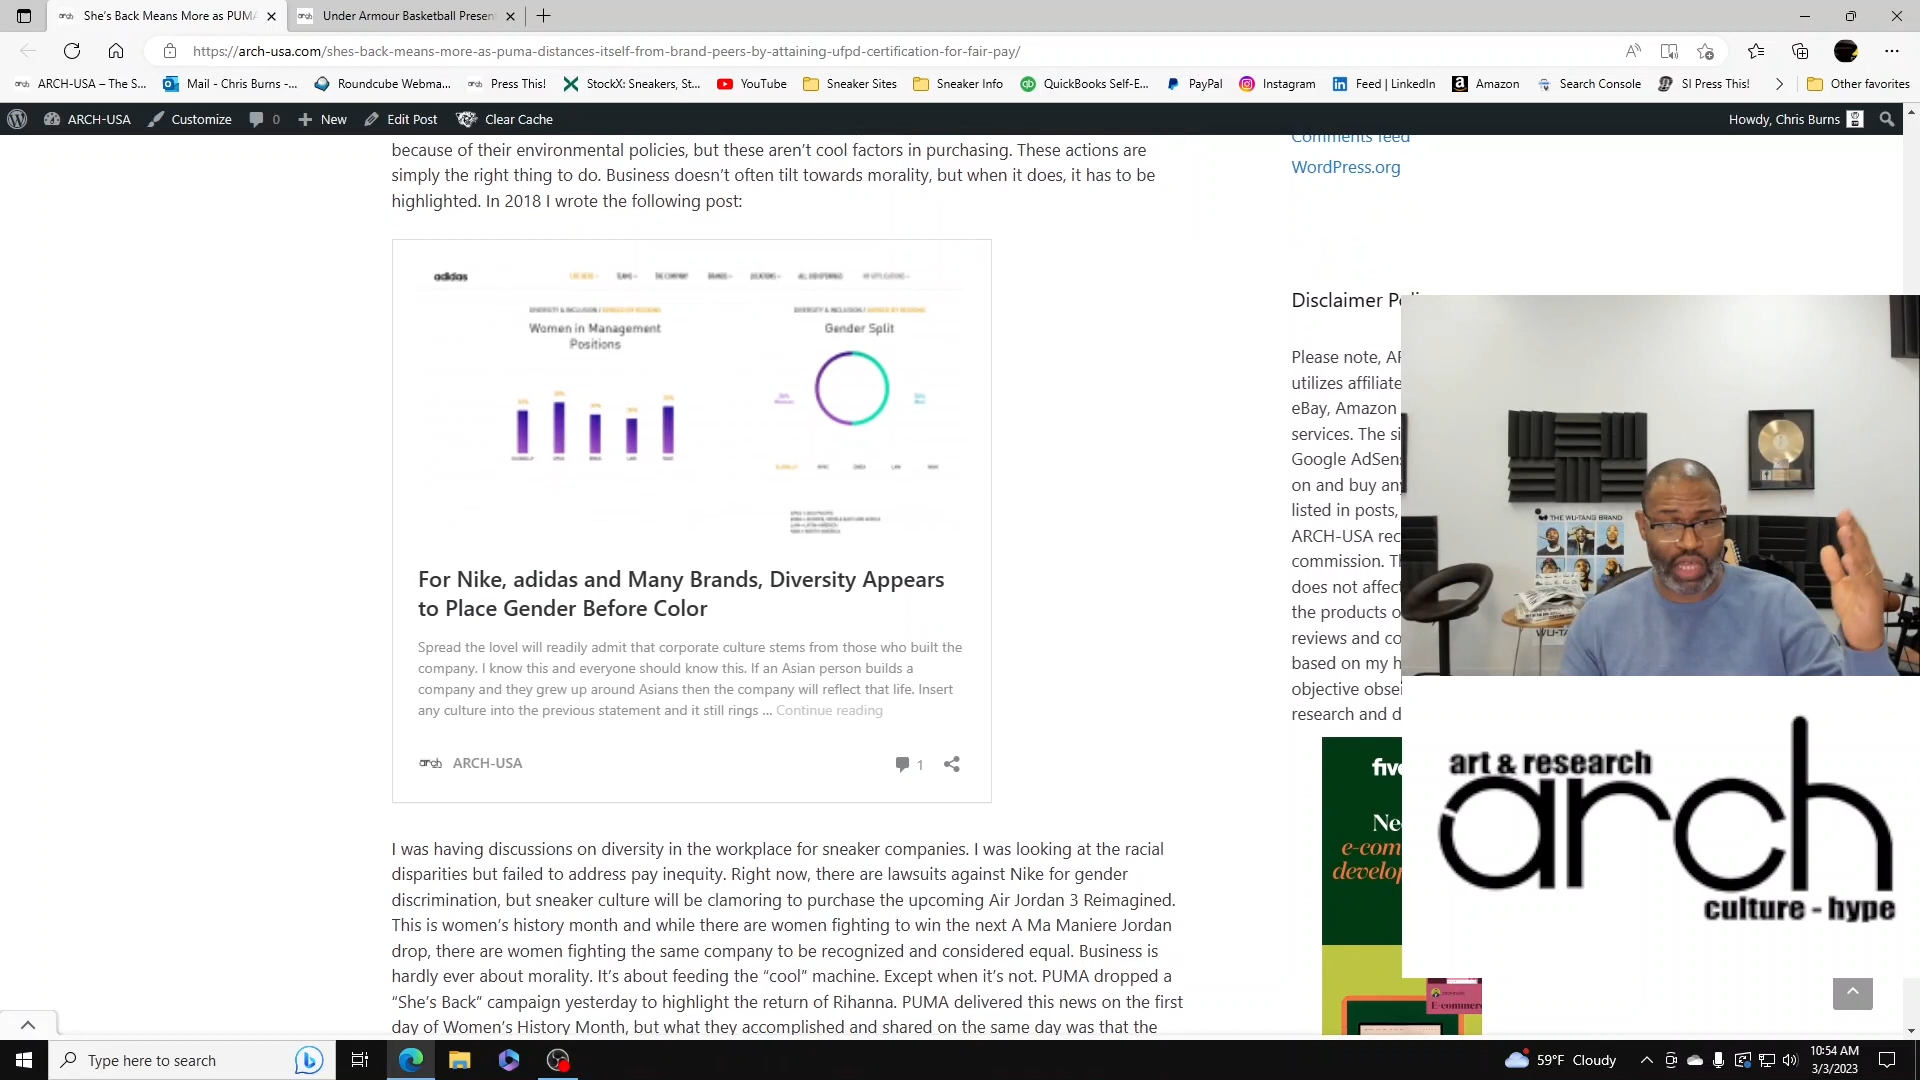 She's Back Means More as PUMA
Under Armour Basketball Presen
https://arch-usa.com/shes-back-means-more-as-puma-distances-itself-from-brand-peers-by-attaining-ufpd-certification-for-fair-pay/
ARCH-USA – The S...
Mail - Chris Burns -...
Roundcube Webma...
Press This!
StockX: Sneakers, St...
YouTube
Sneaker Sites
Sneaker Info
QuickBooks Self-E...
PayPal
Instagram
Feed | LinkedIn
Amazon
Search Console
SI Press This!
Other favorites
ARCH-USA
Customize
0
New
Edit Post
Clear Cache
Howdy, Chris Burns
because of their environmental policies, but these aren't cool factors in purchasing. These actions are
simply the right thing to do. Business doesn't often tilt towards morality, but when it does, it has to be
highlighted. In 2018 I wrote the following post:
adidas
Women in Management
Positions
Gender Split
For Nike, adidas and Many Brands, Diversity Appears
to Place Gender Before Color
Spread the loveI will readily admit that corporate culture stems from those who built the
company. I know this and everyone should know this. If an Asian person builds a
company and they grew up around Asians then the company will reflect that life. Insert
any culture into the previous statement and it still rings ... Continue reading
arch ARCH-USA
1
I was having discussions on diversity in the workplace for sneaker companies. I was looking at the racial
disparities but failed to address pay inequity. Right now, there are lawsuits against Nike for gender
discrimination, but sneaker culture will be clamoring to purchase the upcoming Air Jordan 3 Reimagined.
This is women's history month and while there are women fighting to win the next A Ma Maniere Jordan
drop, there are women fighting the same company to be recognized and considered equal. Business is
hardly ever about morality. It's about feeding the "cool" machine. Except when it's not. PUMA dropped a
"She's Back" campaign yesterday to highlight the return of Rihanna. PUMA delivered this news on the first
day of Women's History Month, but what they accomplished and shared on the same day was that the
Comments feed
WordPress.org
Disclaimer
Please note,
utilizes affiliate
eBay, Amazon
services. The
Google
on and buy
listed in posts,
ARCH-USA
commission.
does not
the products
reviews and
based on my
objective
research and
THE WU-TANG BRAND
WU-TANG
art & research
arch
culture - hype
Type here to search
59°F Cloudy
10:54 AM
3/3/2023